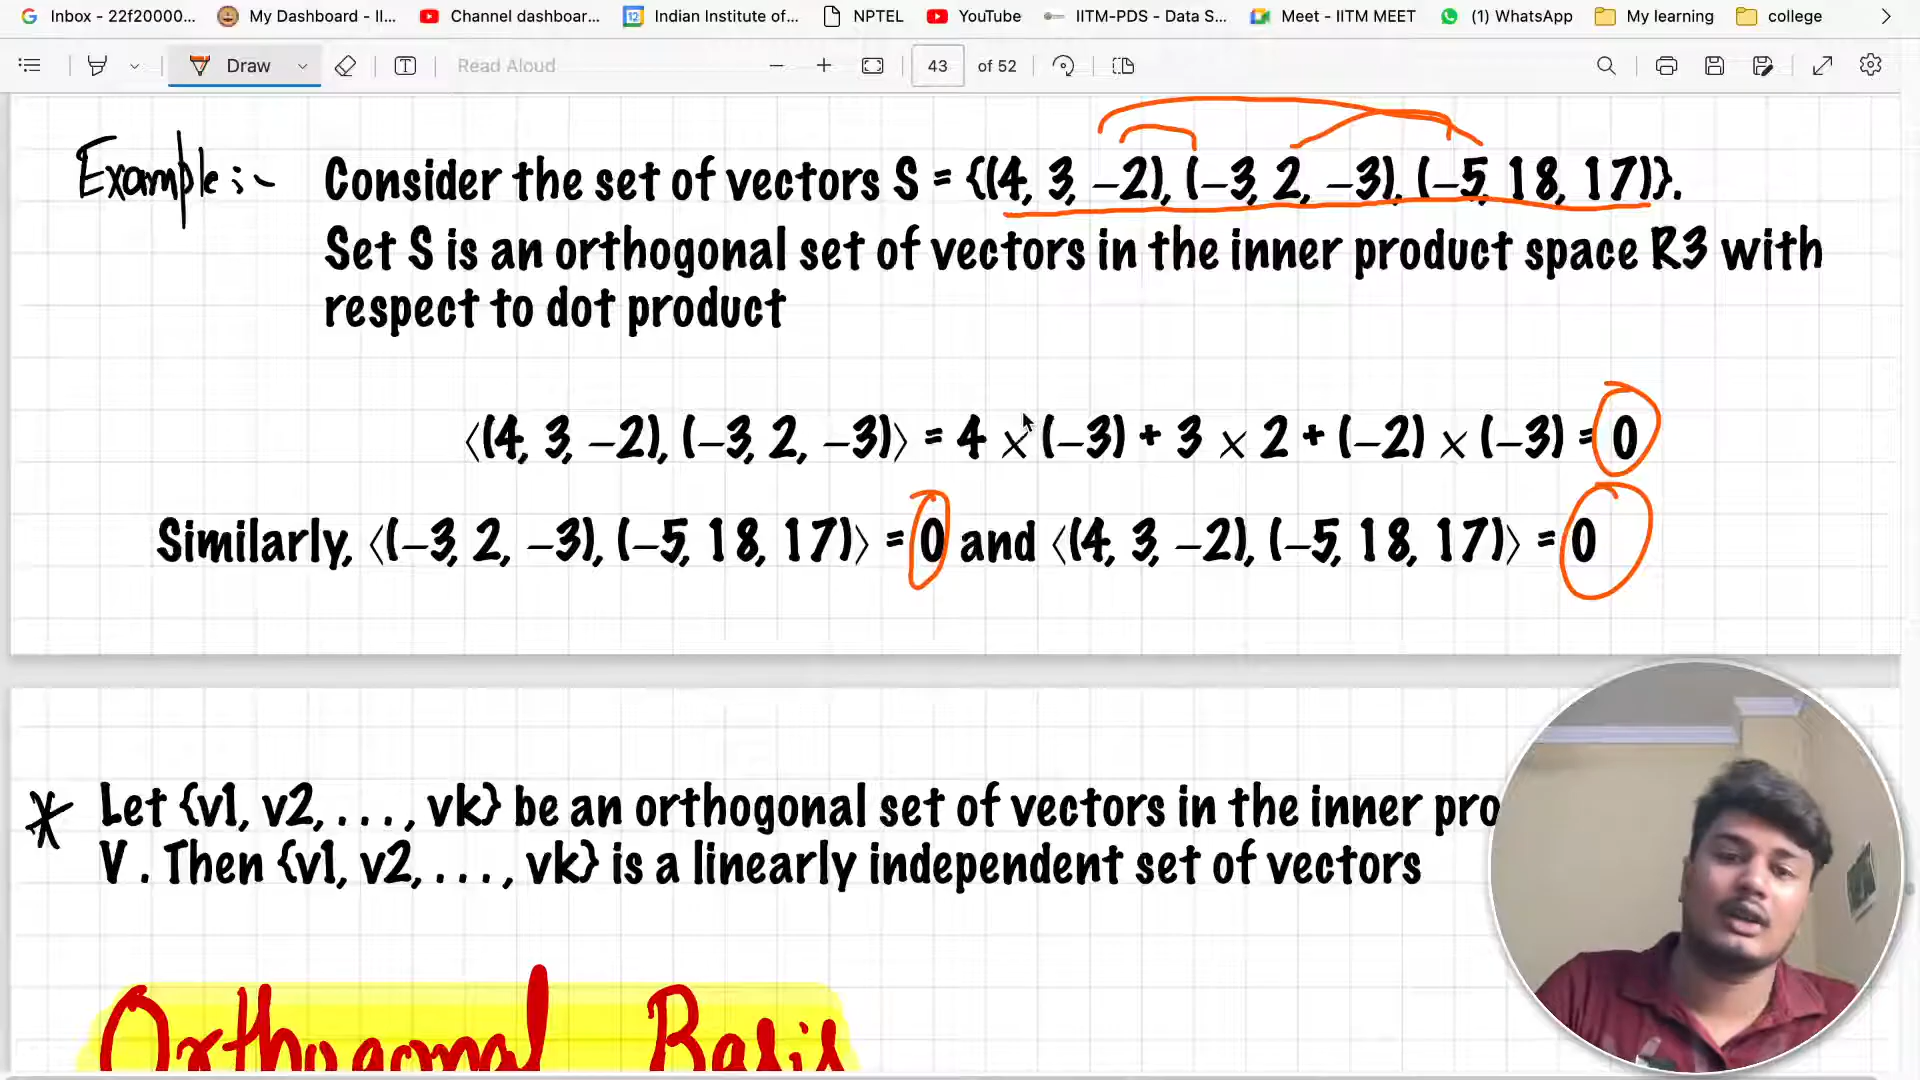 Inbox - 22f20000... My Dashboard - II... Channel dashboar... Indian Institute of... NPTEL YouTube IITM-PDS - Data S... Meet - IITM MEET (1) WhatsApp My learning college
Draw Read Aloud 43 of 52
Example:- Consider the set of vectors S = {(4, 3, −2), (−3, 2, −3), (−5, 18, 17)}.
Set S is an orthogonal set of vectors in the inner product space R3 with
respect to dot product
⟨(4, 3, −2), (−3, 2, −3)⟩ = 4 × (−3) + 3 × 2 + (−2) × (−3) = 0
Similarly, ⟨(−3, 2, −3), (−5, 18, 17)⟩ = 0 and ⟨(4, 3, −2), (−5, 18, 17)⟩ = 0
* Let {v1, v2, . . . , vk} be an orthogonal set of vectors in the inner pro
V . Then {v1, v2, . . . , vk} is a linearly independent set of vectors
Orthogonal Basis